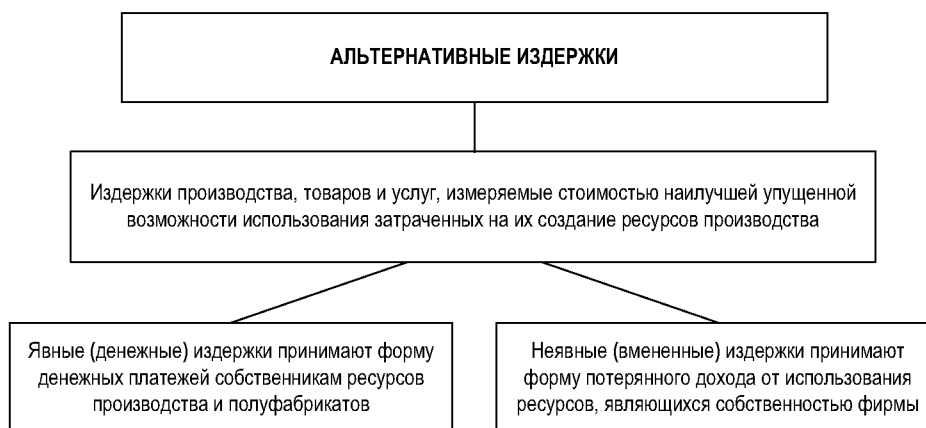 АЛЬТЕРНАТИВНЫЕ ИЗДЕРЖКИ
Издержки производства, товаров и услуг, измеряемые стоимостью наилучшей упущенной
возможности использования затраченных на их создание ресурсов производства
Явные (денежные) издержки принимают форму
денежных платежей собственникам ресурсов
производства и полуфабрикатов
Неявные (вмененные) издержки принимают
форму потерянного дохода от использования
ресурсов, являющихся собственностью фирмы